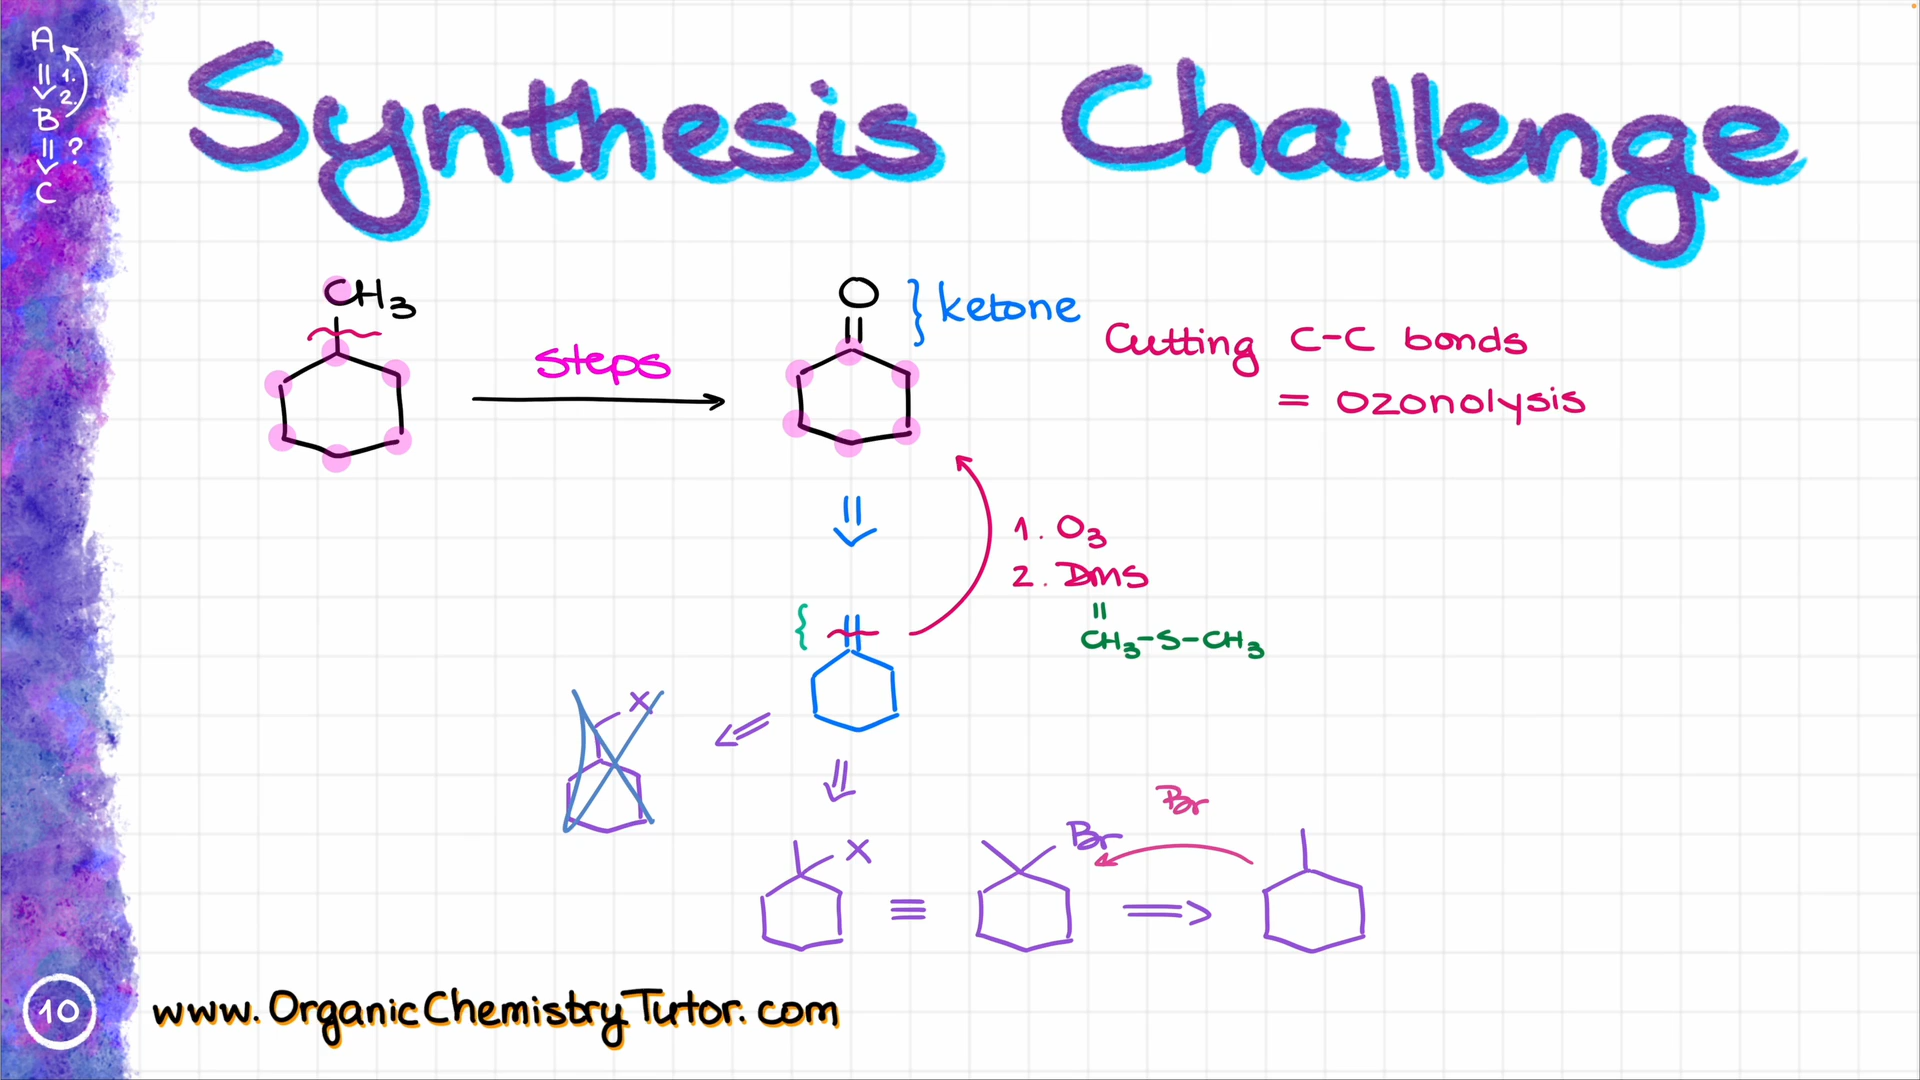 A
1.
2.
B
?
C
Synthesis Challenge
CH3
steps
O
} ketone
Cutting C-C bonds
= ozonolysis
1. O3
2. DMS
CH3-S-CH3
X
Br
X
Br
10
www.OrganicChemistryTutor.com